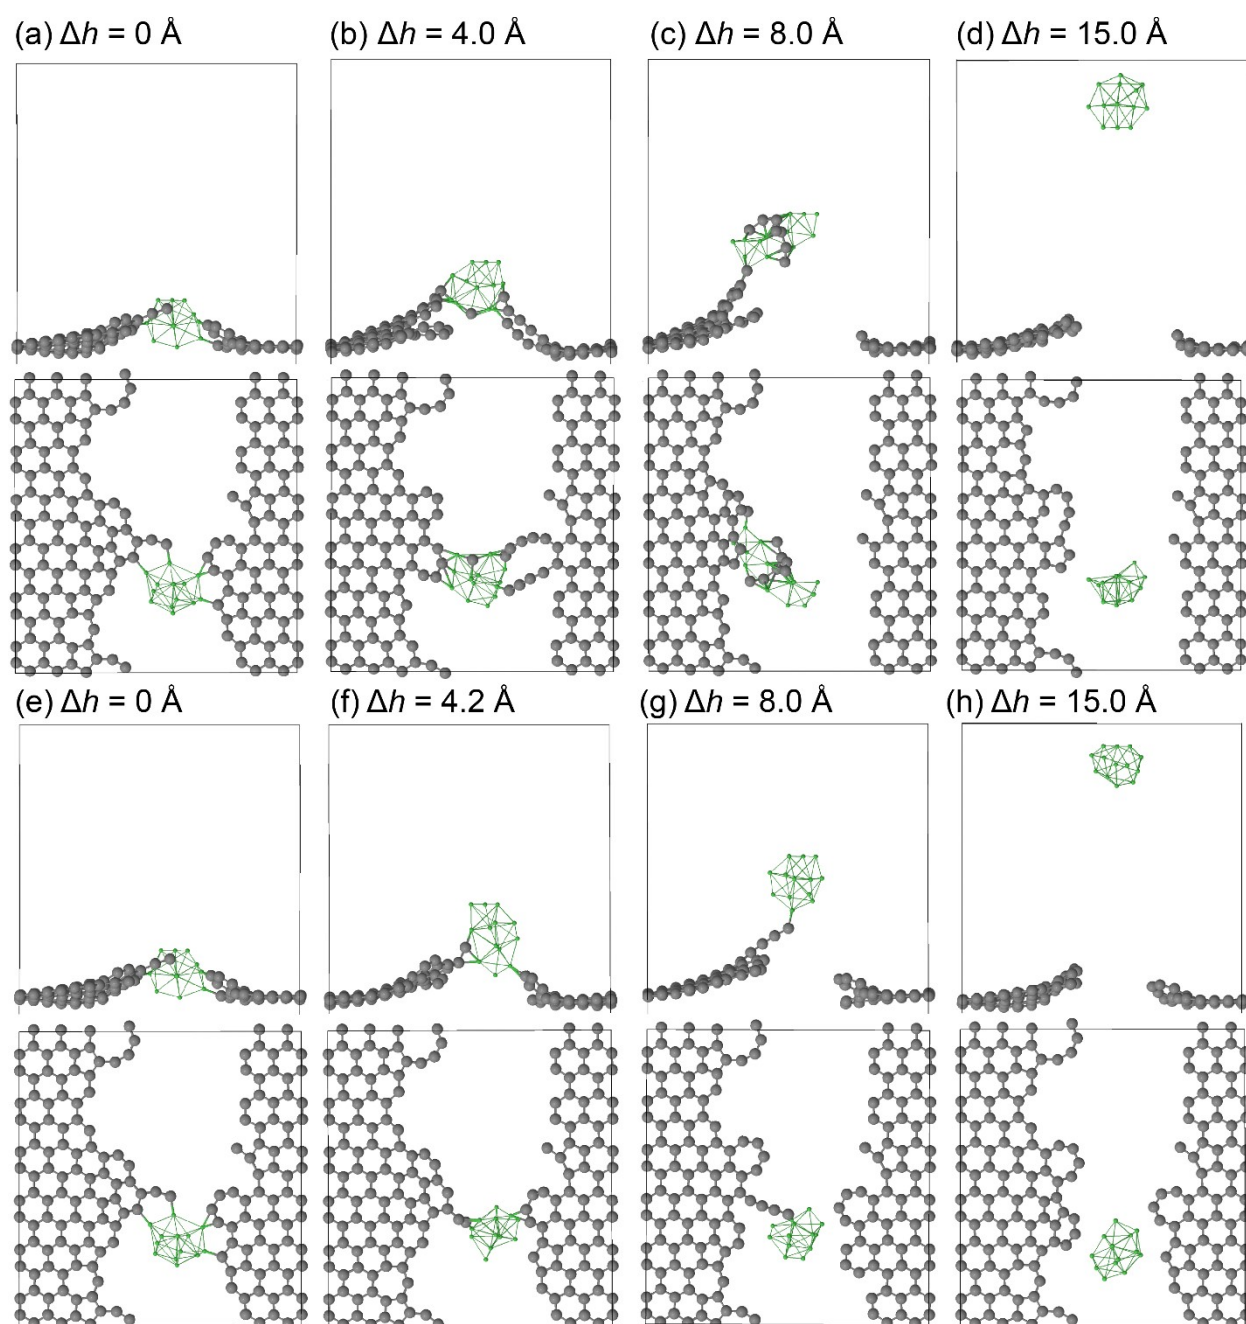 (a) Δh = 0 Å
(b) Δh = 4.0 Å
(c) Δh = 8.0 Å
(d) Δh = 15.0 Å
(e) Δh = 0 Å
(f) Δh = 4.2 Å
(g) Δh = 8.0 Å
(h) Δh = 15.0 Å